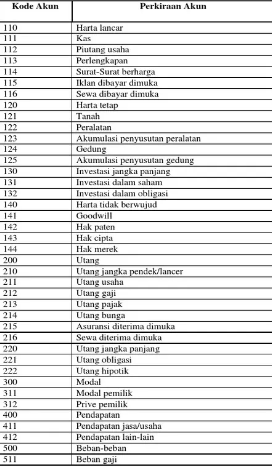 Kode Akun Perkiraan Akun
110 Harta lancar
111 Kas
112 Piutang usaha
113 Perlengkapan
114 Surat-Surat berharga
115 Iklan dibayar dimuka
116 Sewa dibayar dimuka
120 Harta tetap
121 Tanah
122 Peralatan
123 Akumulasi penyusutan peralatan
124 Gedung
125 Akumulasi penyusutan gedung
130 Investasi jangka panjang
131 Investasi dalam saham
132 Investasi dalam obligasi
140 Harta tidak berwujud
141 Goodwill
142 Hak paten
143 Hak cipta
144 Hak merek
200 Utang
210 Utang jangka pendek/lancer
211 Utang usaha
212 Utang gaji
213 Utang pajak
214 Utang bunga
215 Asuransi diterima dimuka
216 Sewa diterima dimuka
220 Utang jangka panjang
221 Utang obligasi
222 Utang hipotik
300 Modal
311 Modal pemilik
312 Prive pemilik
400 Pendapatan
411 Pendapatan jasa/usaha
412 Pendapatan lain-lain
500 Beban-beban
511 Beban gaji